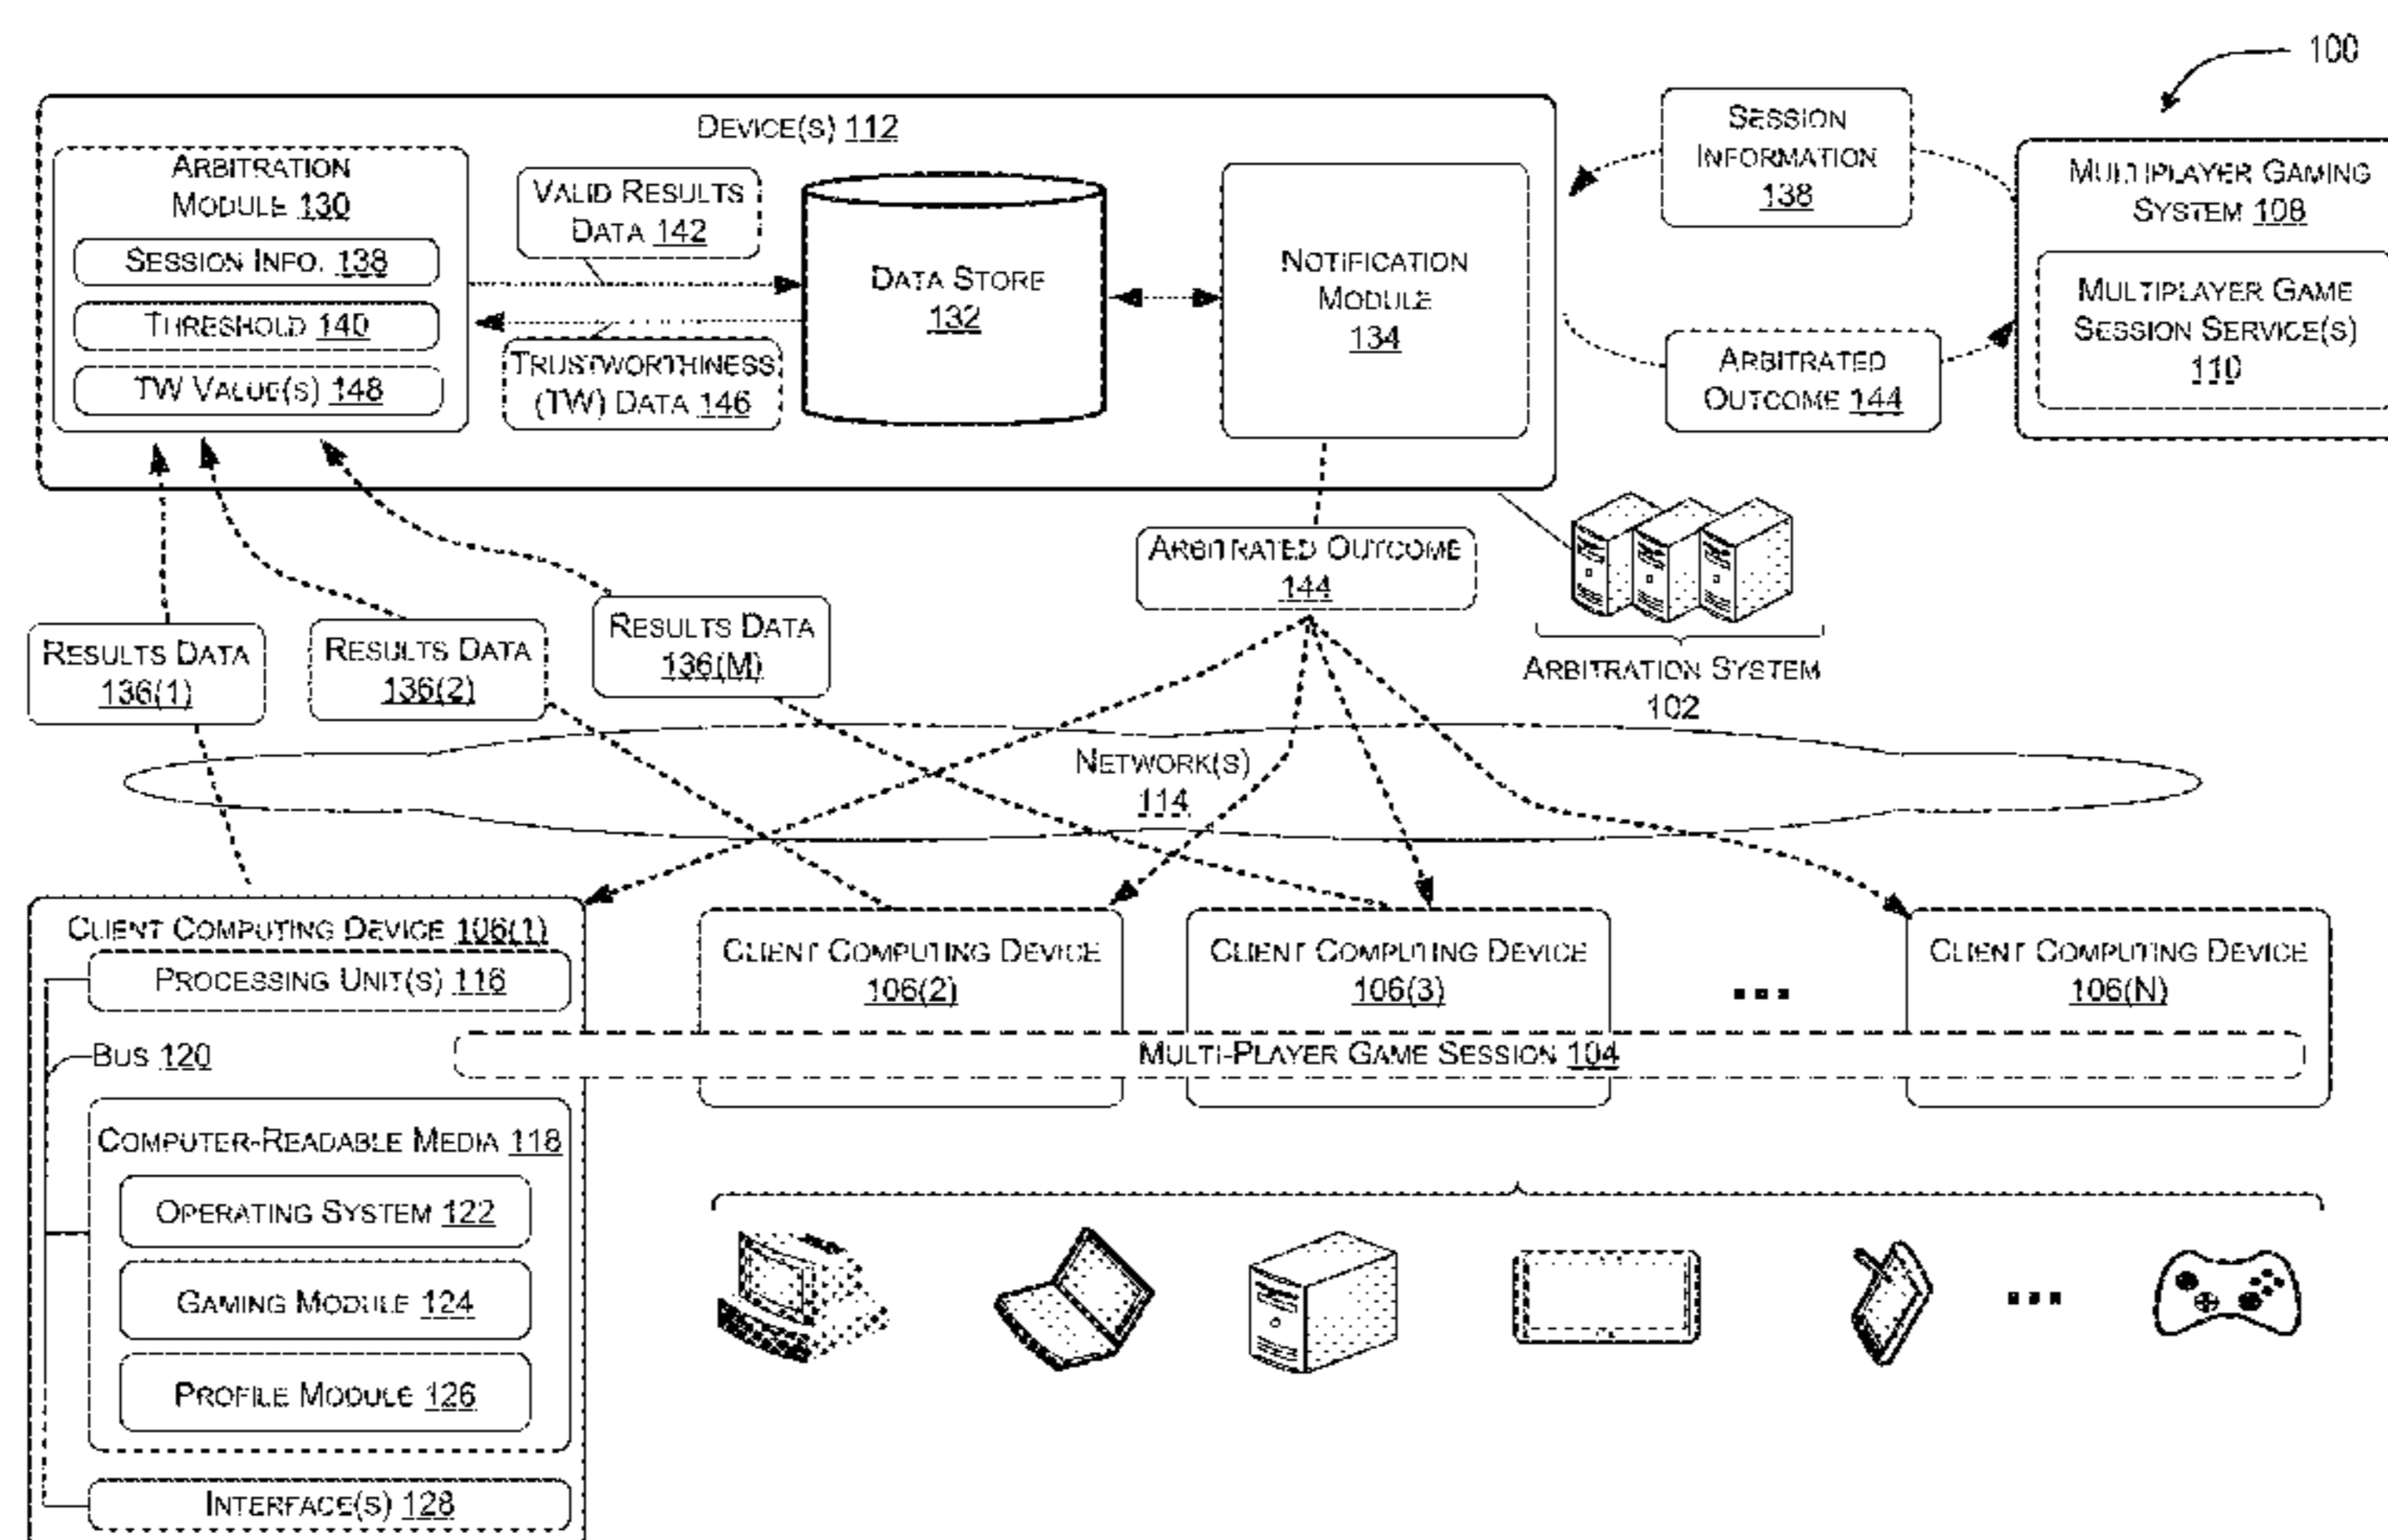 100
DEVICE(S) 112
ARBITRATION
MODULE 130
SESSION INFO. 138
THRESHOLD 140
TW VALUE(S) 148
VALID RESULTS
DATA 142
TRUSTWORTHINESS
(TW) DATA 146
DATA STORE
132
NOTIFICATION
MODULE
134
SESSION
INFORMATION
138
ARBITRATED
OUTCOME 144
MULTIPLAYER GAMING
SYSTEM 108
MULTIPLAYER GAME
SESSION SERVICE(S)
110
RESULTS DATA
136(1)
RESULTS DATA
136(2)
RESULTS DATA
136(M)
ARBITRATED OUTCOME
144
ARBITRATION SYSTEM
102
NETWORK(S)
114
CLIENT COMPUTING DEVICE 106(1)
PROCESSING UNIT(S) 116
BUS 120
COMPUTER-READABLE MEDIA 118
OPERATING SYSTEM 122
GAMING MODULE 124
PROFILE MODULE 126
INTERFACE(S) 128
CLIENT COMPUTING DEVICE
106(2)
CLIENT COMPUTING DEVICE
106(3)
...
CLIENT COMPUTING DEVICE
106(N)
MULTI-PLAYER GAME SESSION 104
...